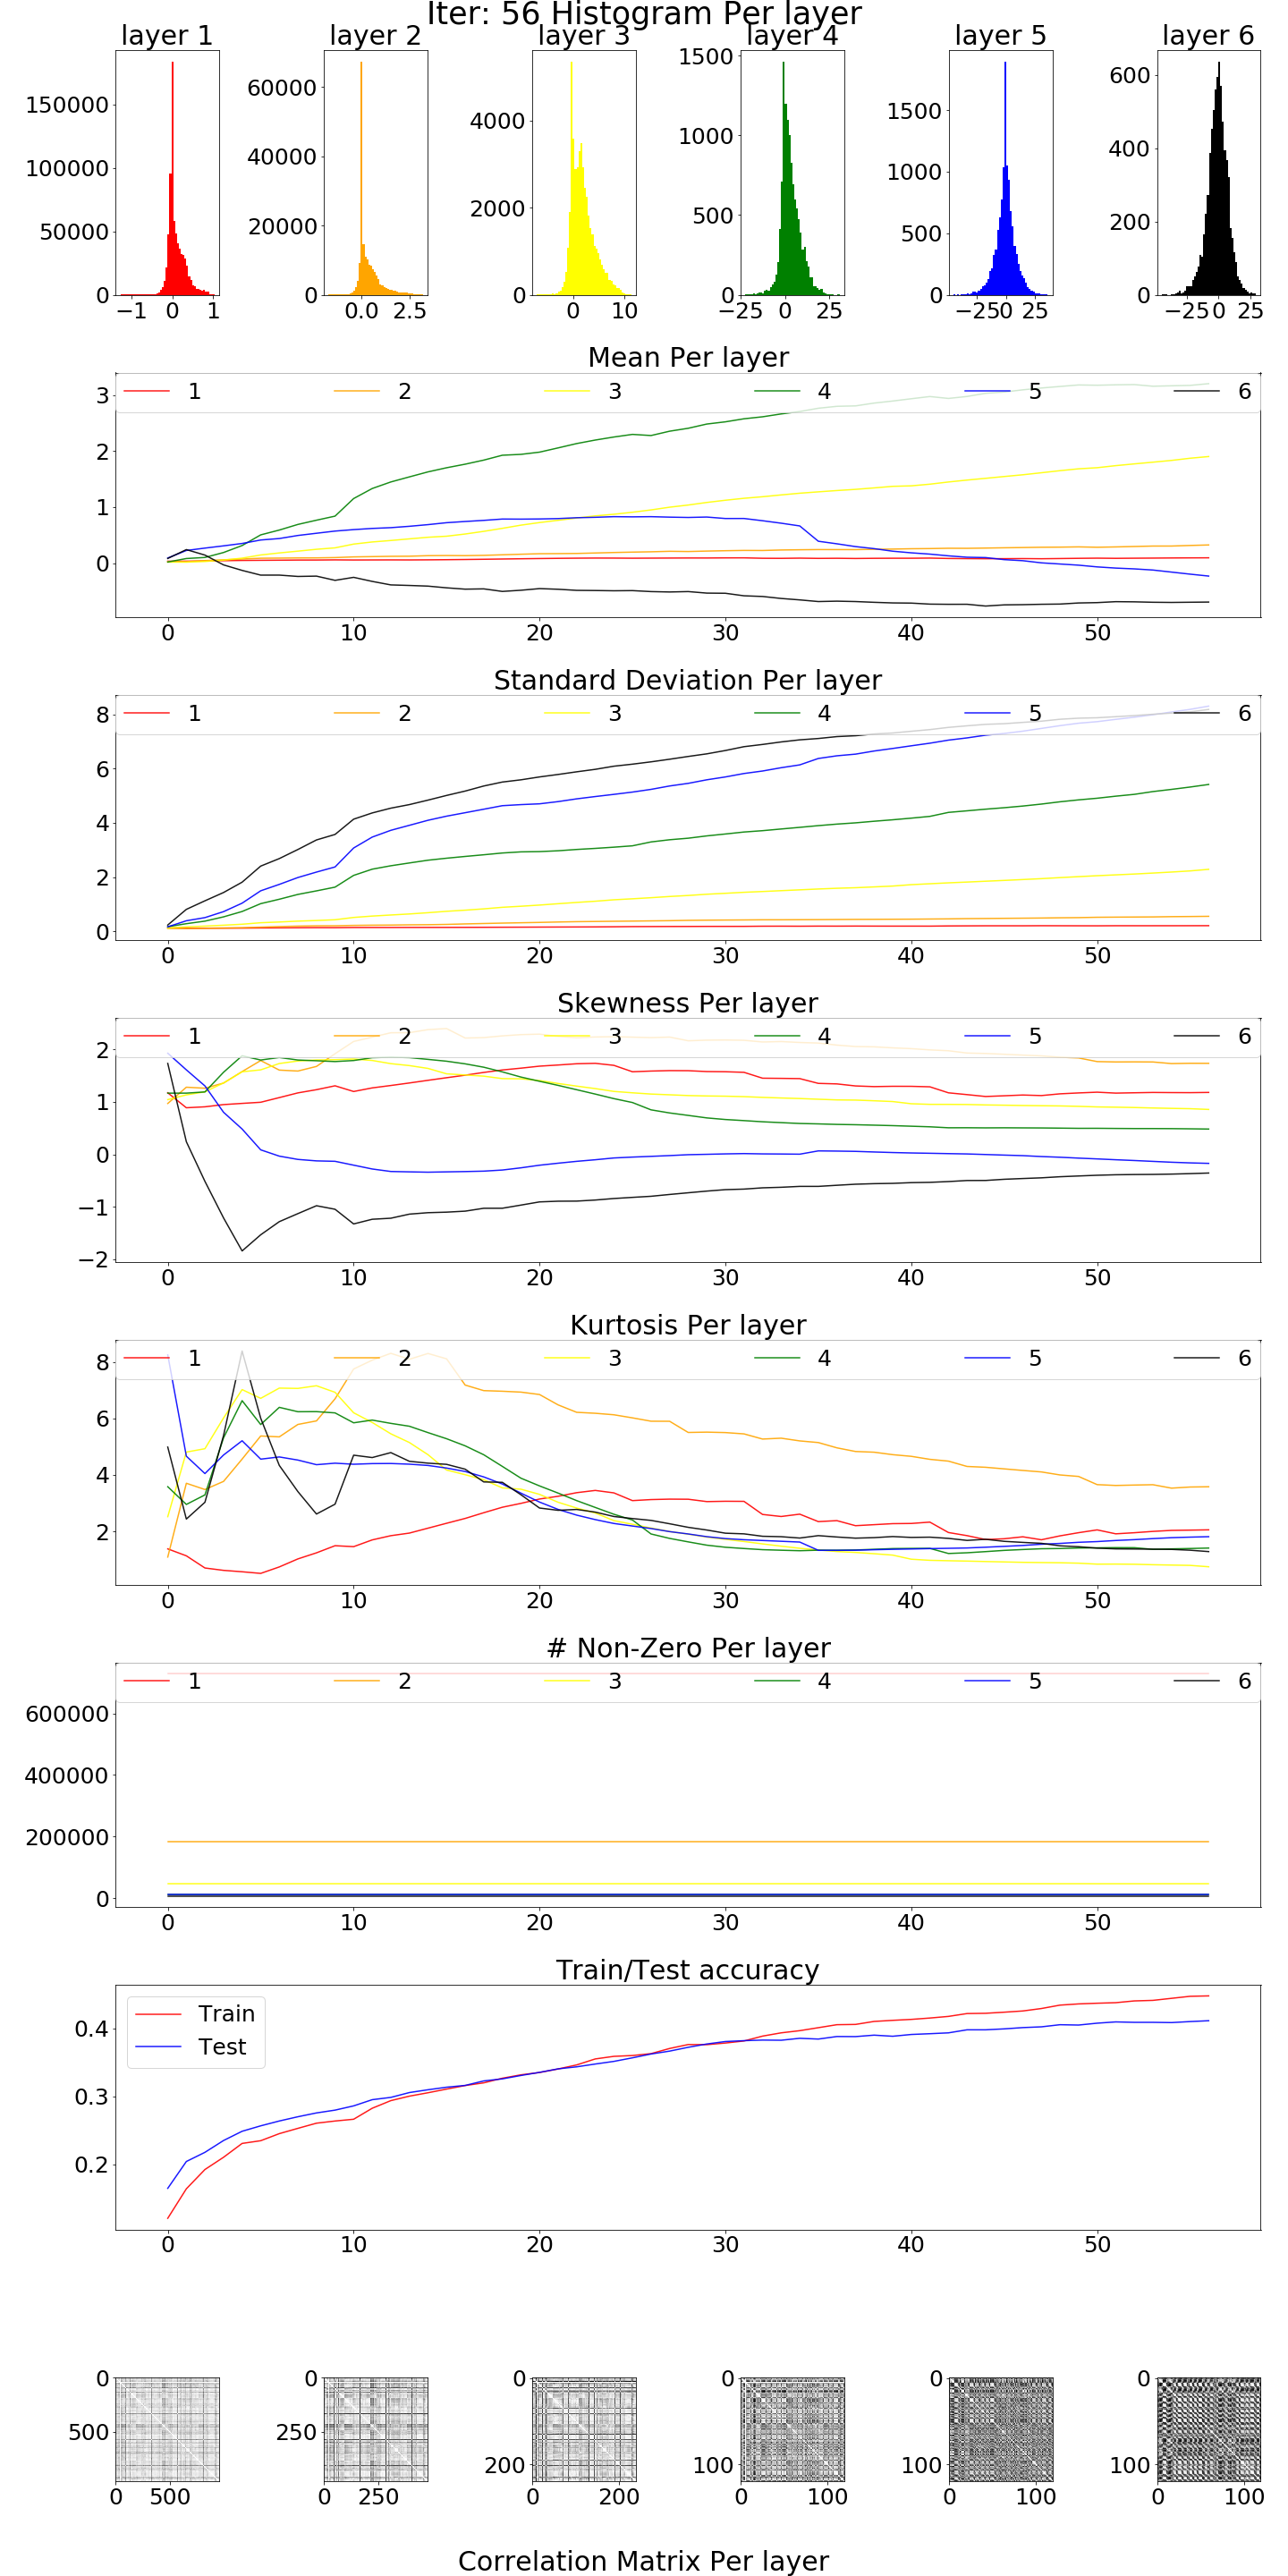 Iter: 56 Histogram Per layer
layer 1 layer 2 layer 3 layer 4 layer 5 layer 6
150000 100000 50000 0 −1 0 1
60000 40000 20000 0 0.0 2.5
4000 2000 0 0 10
1500 1000 500 0 −25 0 25
1500 1000 500 0 −25 0 25
600 400 200 0 −25 0 25
Mean Per layer
1 2 3 4 5 6
3
2
1
0
0 10 20 30 40 50
Standard Deviation Per layer
1 2 3 4 5 6
8
6
4
2
0
0 10 20 30 40 50
Skewness Per layer
1 2 3 4 5 6
2
1
0
−1
−2
0 10 20 30 40 50
Kurtosis Per layer
1 2 3 4 5 6
8
6
4
2
0 10 20 30 40 50
# Non-Zero Per layer
1 2 3 4 5 6
600000
400000
200000
0
0 10 20 30 40 50
Train/Test accuracy
Train
Test
0.4
0.3
0.2
0 10 20 30 40 50
0 500 0 500
0 250 0 250
0 200 0 200
0 100 0 100
0 100 0 100
0 100 0 100
Correlation Matrix Per layer